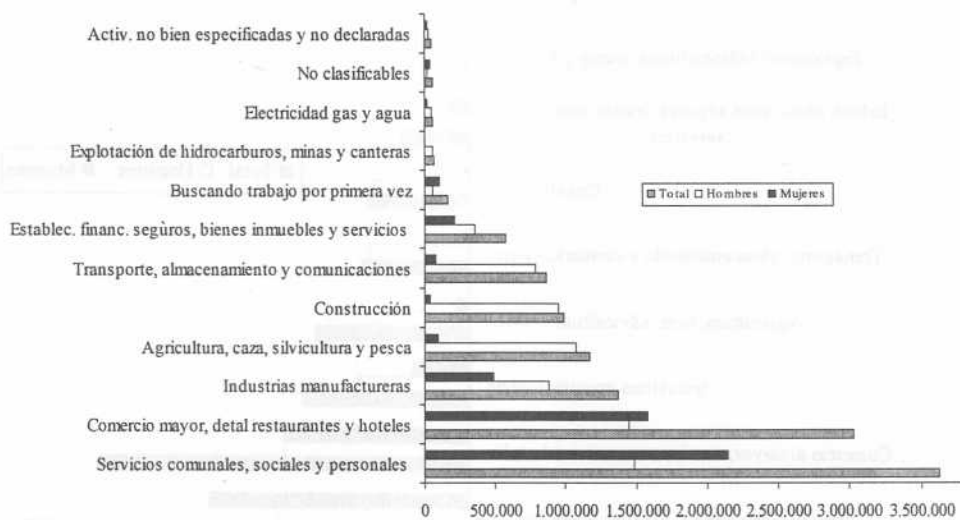 Activ. no bien especificadas y no declaradas
No clasificables
Electricidad gas y agua
Explotación de hidrocarburos, minas y canteras
Buscando trabajo por primera vez
Total Hombres Mujeres
Establec. financ. segùros, bienes inmuebles y servicios
Transporte, almacenamiento y comunicaciones
Construcción
Agricultura, caza, silvicultura y pesca
Industrias manufactureras
Comercio mayor, detal restaurantes y hoteles
Servicios comunales, sociales y personales
0 500,000 1,000,000 1.500,000 2.000,000 2.500,000 3.000,000 3.500,000